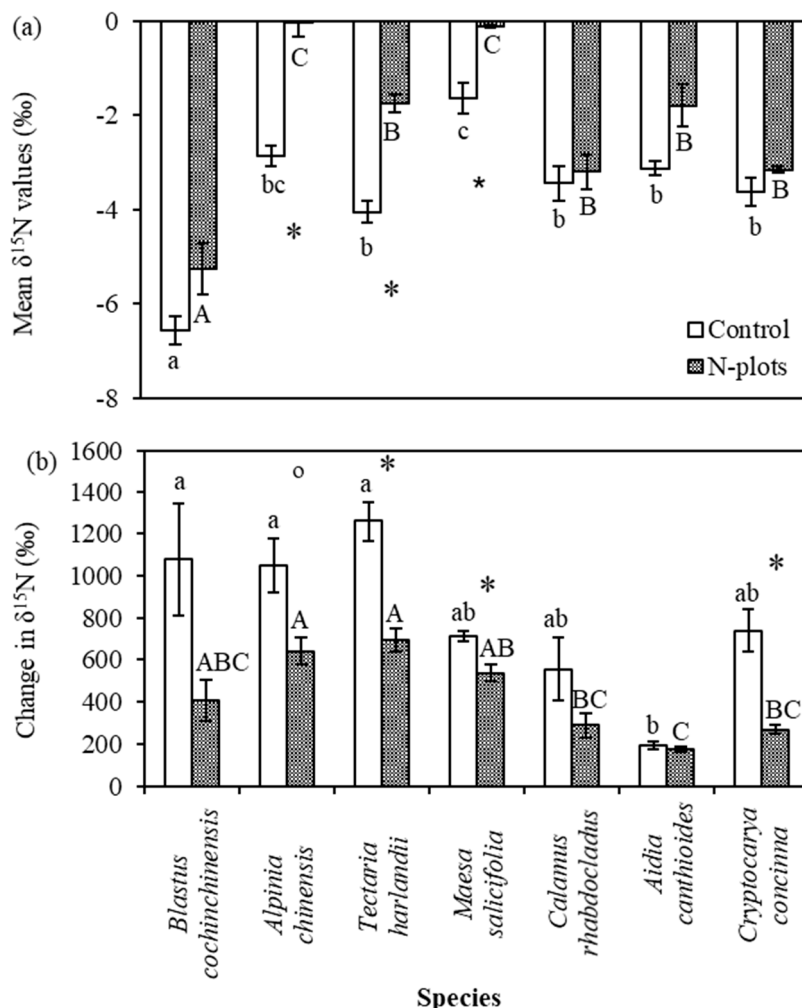 (a)
0
-2
-4
-6
-8
Mean δ¹⁵N values (‰)
a
A
bc
C
*
b
B
*
c
C
*
b
B
b
B
b
B
Control
N-plots
(b)
1600
1400
1200
1000
800
600
400
200
0
Change in δ¹⁵N (‰)
a
ABC
a
A
o
a
A
*
ab
AB
*
ab
BC
b
C
ab
BC
*
Blastus
cochinchinensis
Alpinia
chinensis
Tectaria
harlandii
Maesa
salicifolia
Calamus
rhabdocladus
Aidia
canthioides
Cryptocarya
concinna
Species